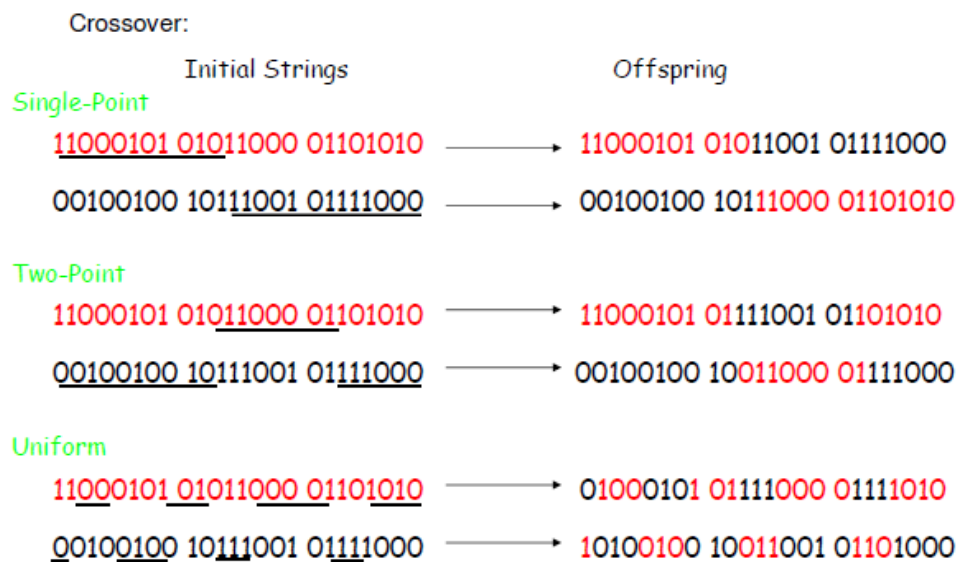 Crossover:
Initial Strings Offspring
Single-Point
11000101 01011000 01101010 11000101 01011001 01111000
00100100 10111001 01111000 00100100 10111000 01101010
Two-Point
11000101 01011000 01101010 11000101 01111001 01101010
00100100 10111001 01111000 00100100 10011000 01111000
Uniform
11000101 01011000 01101010 01000101 01111000 01111010
00100100 10111001 01111000 10100100 10011001 01101000